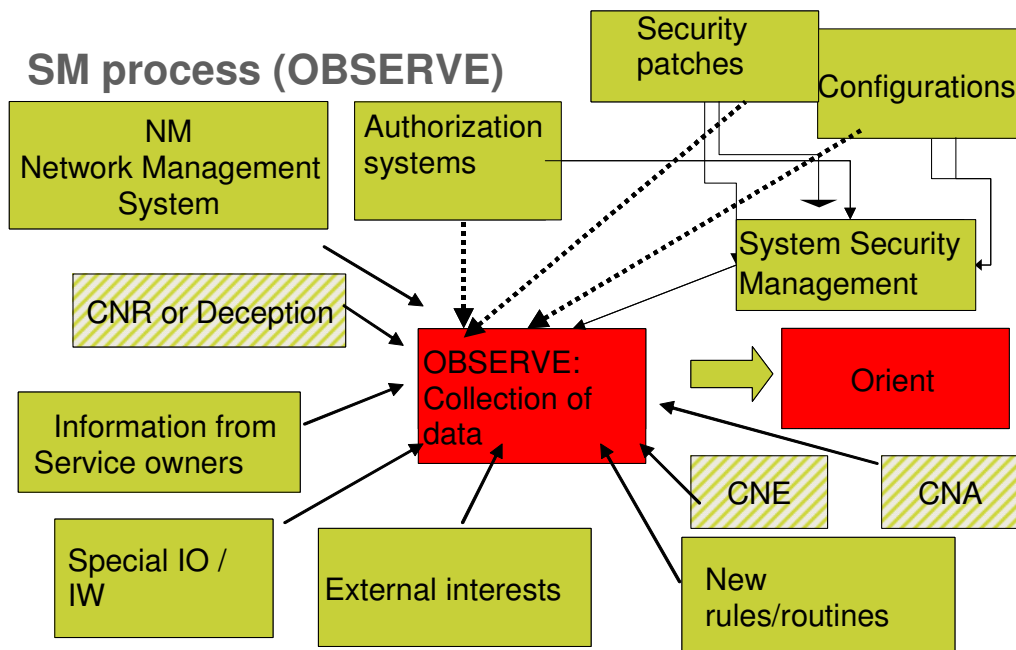 SM process (OBSERVE)
Security
patches
Configurations
NM
Network Management
System
Authorization
systems
System Security
Management
CNR or Deception
OBSERVE:
Collection of
data
Orient
Information from
Service owners
CNE
CNA
Special IO /
IW
External interests
New
rules/routines